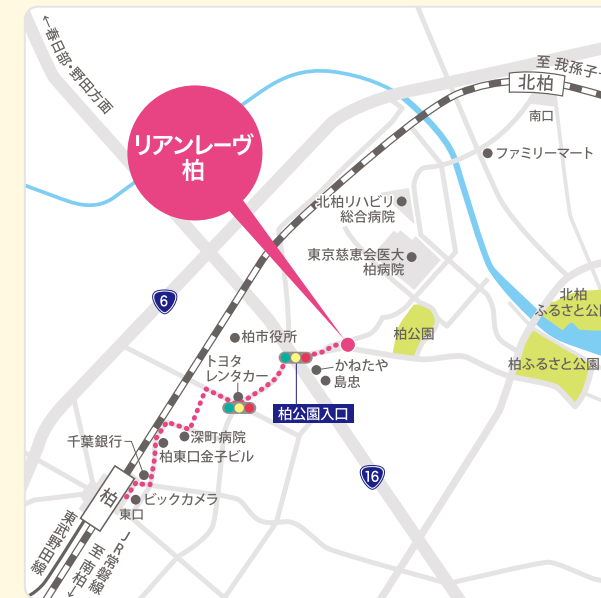 ←春日部・野田方面
至 我孫子→
北柏
南口
ファミリーマート
リアンレーヴ
柏
北柏リハビリ
総合病院
東京慈恵会医大
柏病院
6
北柏
ふるさと公園
柏公園
柏ふるさと公園
柏市役所
トヨタ
レンタカー
かねたや
島忠
柏公園入口
深町病院
柏東口金子ビル
千葉銀行
16
柏
ビックカメラ
東口
東武野田線
JR常磐線
至 南柏→